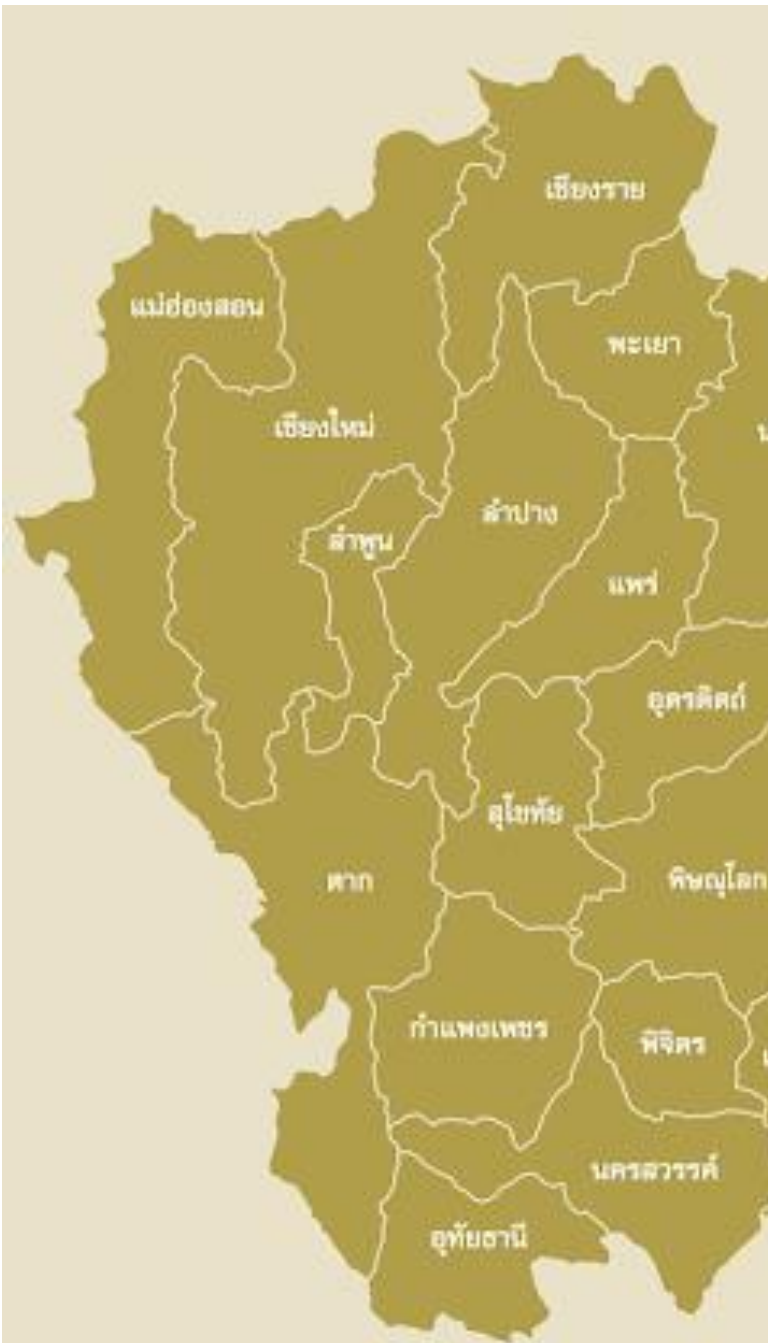 เชียงราย
แม่ฮ่องสอน
พะเยา
เชียงใหม่
ลำปาง
ลำพูน
แพร่
อุตรดิตถ์
สุโขทัย
ตาก
พิษณุโลก
กำแพงเพชร
พิจิตร
นครสวรรค์
อุทัยธานี